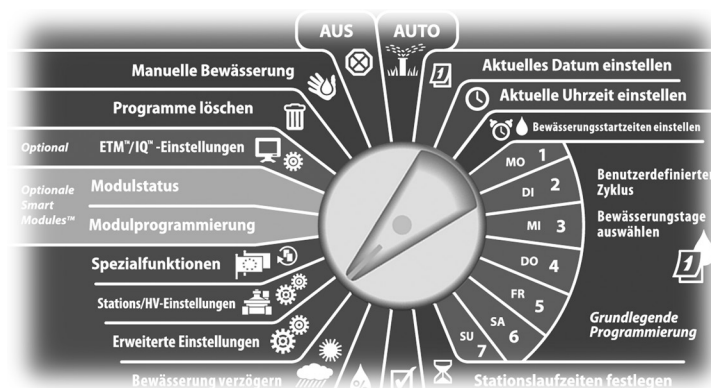 AUS
AUTO
Manuelle Bewässerung
Programme löschen
Optional
ETM™/IQ™ -Einstellungen
Optionale
Smart
Modules™
Modulstatus
Modulprogrammierung
Spezialfunktionen
Stations/HV-Einstellungen
Erweiterte Einstellungen
Bewässerung verzögern
Aktuelles Datum einstellen
Aktuelle Uhrzeit einstellen
Bewässerungsstartzeiten einstellen
MO 1
DI 2
MI 3
DO 4
FR 5
SA 6
SU 7
Benutzerdefinierter
Zyklus
Bewässerungstage
auswählen
1
1
Grundlegende
Programmierung
Stationslaufzeiten festlegen
%